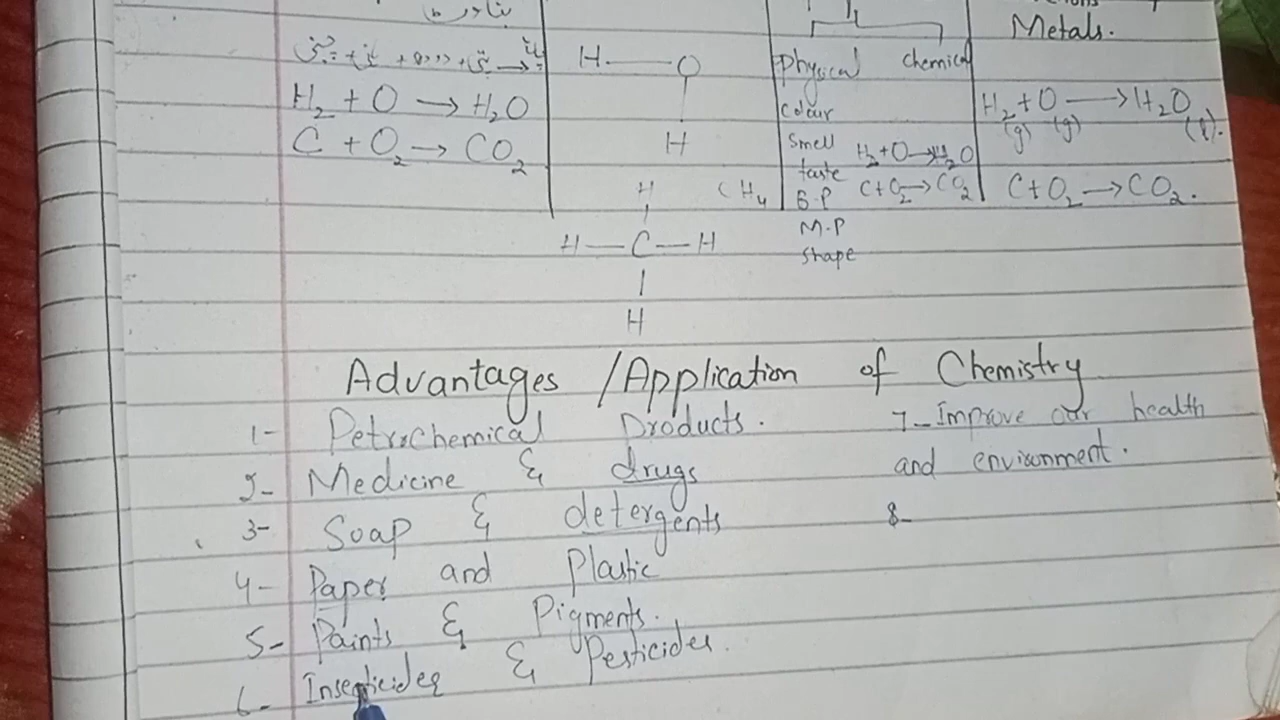 بناوٹ
H₂ + O → H₂O
C + O₂ → CO₂
H — O
H
H
CH₄
H — C — H
H
Physical chemical
colour
smell
taste
B.P
M.P
shape
H₂+O→H₂O
C+O₂→CO₂
Metals.
H₂+O → H₂O
(g) (g) (l).
C+O₂ → CO₂.
Advantages / Application of Chemistry
1- Petrochemical Products.
2- Medicine & drugs
3- Soap & detergents
4- Paper and Plastic
5- Paints & Pigments.
6- Insecticides & Pesticides.
7- Improve our health
and environment.
8-